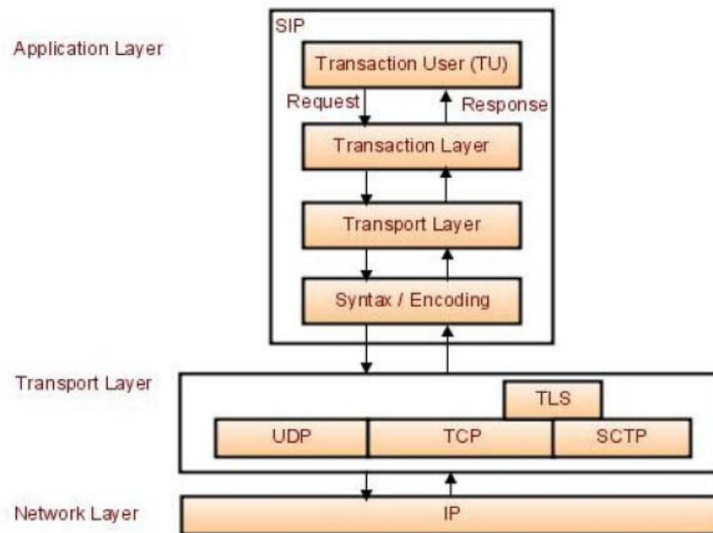 SIP
Application Layer
Transaction User (TU)
Request
Response
Transaction Layer
Transport Layer
Syntax / Encoding
Transport Layer
TLS
UDP
TCP
SCTP
Network Layer
IP